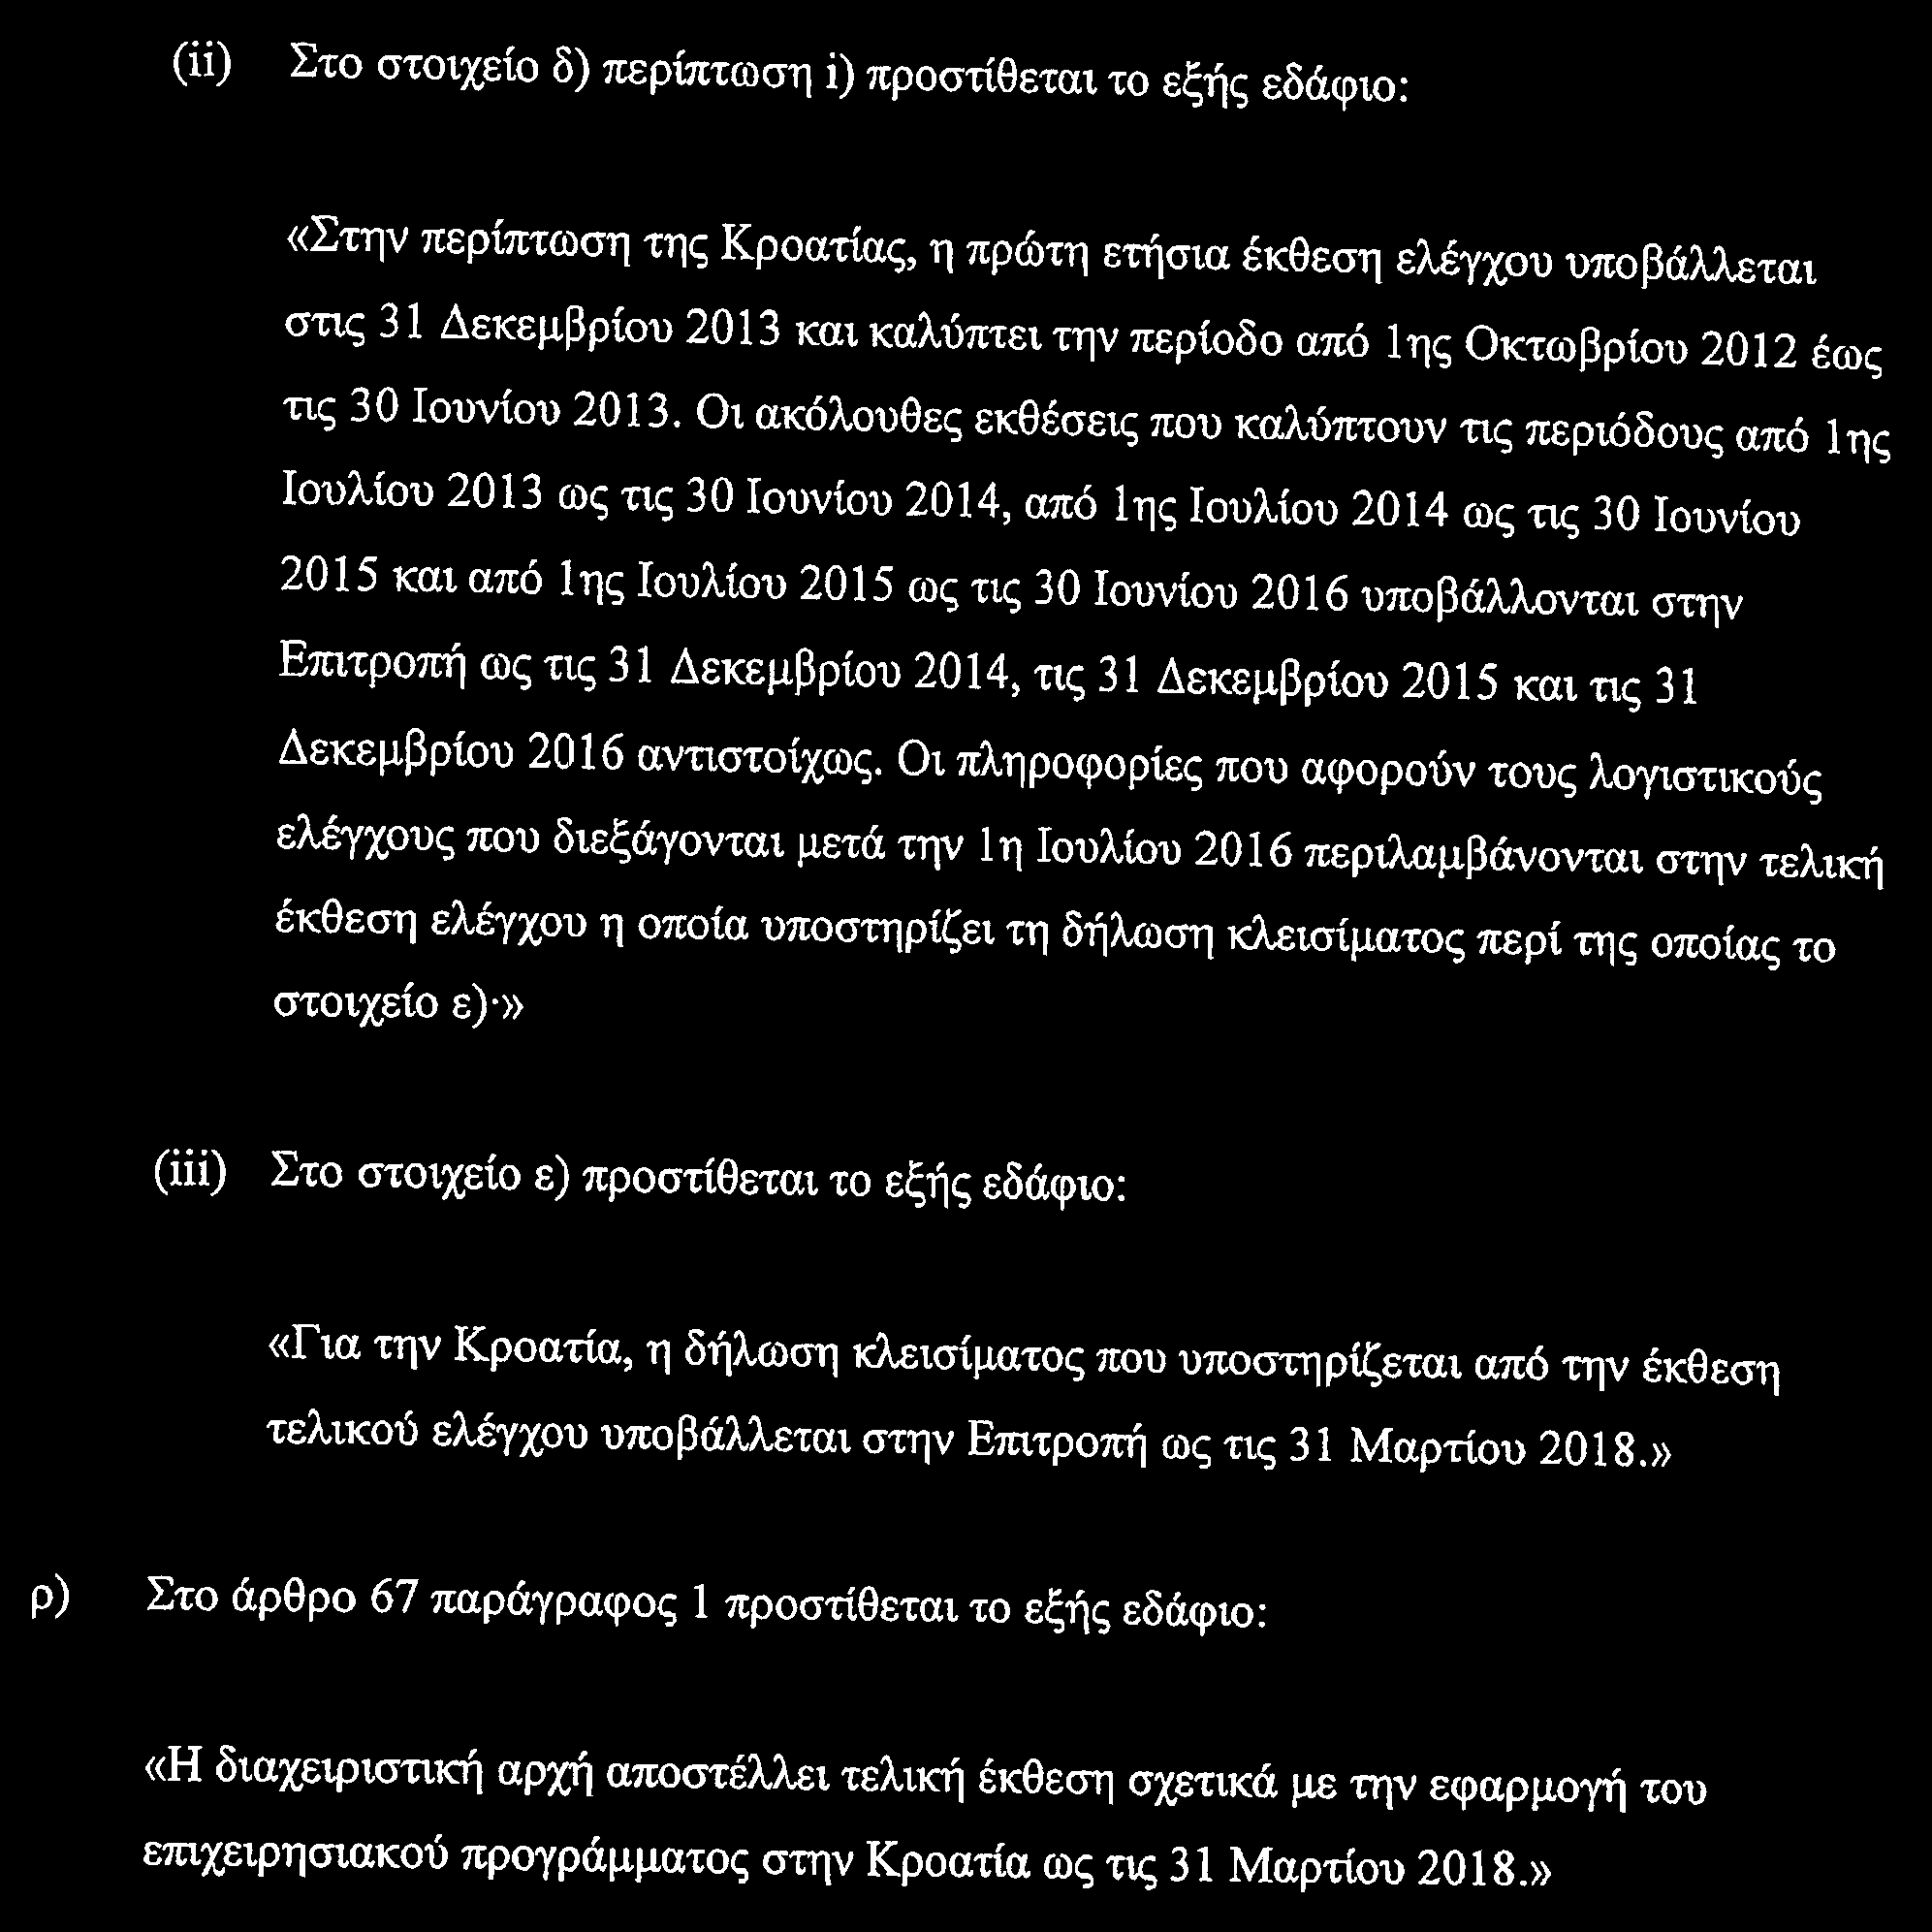 (ii) Στο στοιχείο δ) περίπτωση i) προστίθεται το εξής εδάφιο:
«Στην περίπτωση της Κροατίας, η πρώτη ετήσια έκθεση ελέγχου υποβάλλεται
στις 31 Δεκεμβρίου 2013 και καλύπτει την περίοδο από 1ης Οκτωβρίου 2012 έως
τις 30 Ιουνίου 2013. Οι ακόλουθες εκθέσεις που καλύπτουν τις περιόδους από 1ης
Ιουλίου 2013 ως τις 30 Ιουνίου 2014, από 1ης Ιουλίου 2014 ως τις 30 Ιουνίου
2015 και από 1ης Ιουλίου 2015 ως τις 30 Ιουνίου 2016 υποβάλλονται στην
Επιτροπή ως τις 31 Δεκεμβρίου 2014, τις 31 Δεκεμβρίου 2015 και τις 31
Δεκεμβρίου 2016 αντιστοίχως. Οι πληροφορίες που αφορούν τους λογιστικούς
ελέγχους που διεξάγονται μετά την 1η Ιουλίου 2016 περιλαμβάνονται στην τελική
έκθεση ελέγχου η οποία υποστηρίζει τη δήλωση κλεισίματος περί της οποίας το
στοιχείο ε)·»
(iii) Στο στοιχείο ε) προστίθεται το εξής εδάφιο:
«Για την Κροατία, η δήλωση κλεισίματος που υποστηρίζεται από την έκθεση
τελικού ελέγχου υποβάλλεται στην Επιτροπή ως τις 31 Μαρτίου 2018.»
ρ) Στο άρθρο 67 παράγραφος 1 προστίθεται το εξής εδάφιο:
«Η διαχειριστική αρχή αποστέλλει τελική έκθεση σχετικά με την εφαρμογή του
επιχειρησιακού προγράμματος στην Κροατία ως τις 31 Μαρτίου 2018.»